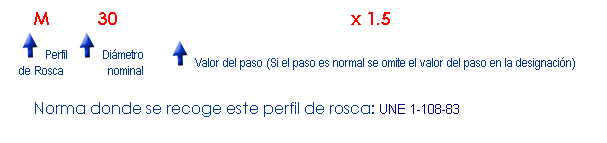 M 30 x 1.5
Perfil de Rosca
Diámetro nominal
Valor del paso (Si el paso es normal se omite el valor del paso en la designación)
Norma donde se recoge este perfil de rosca: UNE 1-108-83